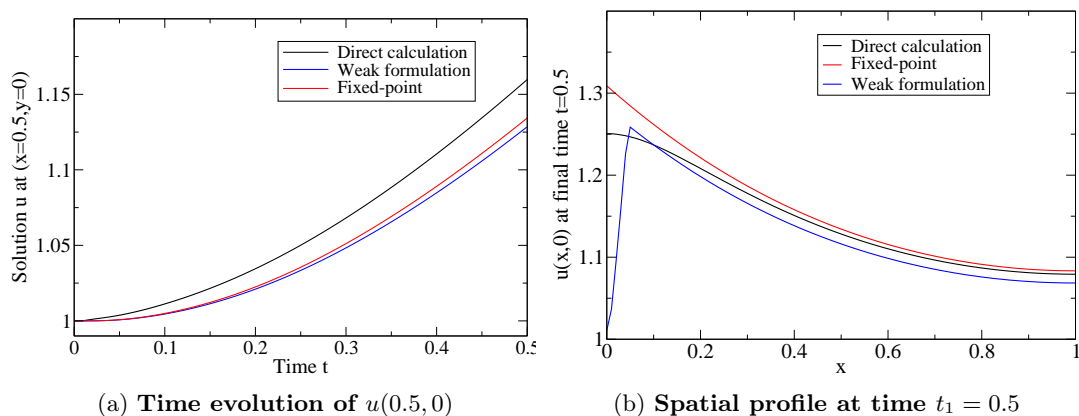 Solution u at (x=0.5,y=0)
1.15
1.1
1.05
1
0
0.1
0.2
0.3
0.4
0.5
Time t
Direct calculation
Weak formulation
Fixed-point
(a) Time evolution of u(0.5, 0)
u(x,0) at final time t=0.5
1.3
1.2
1.1
1
0
0.2
0.4
0.6
0.8
1
x
Direct calculation
Fixed-point
Weak formulation
(b) Spatial profile at time t₁ = 0.5